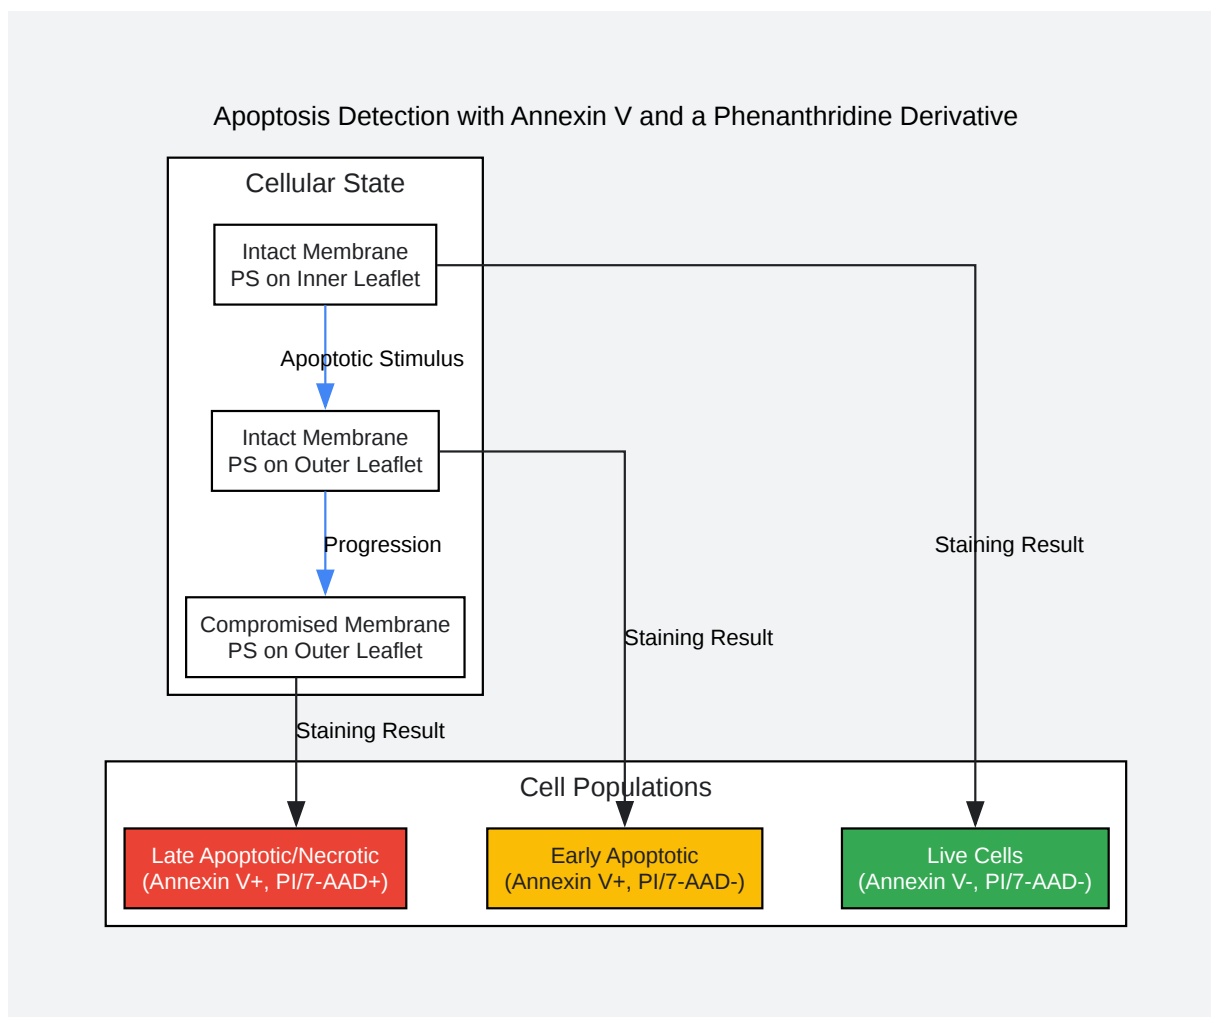 Apoptosis Detection with Annexin V and a Phenanthridine Derivative
Cellular State
Intact Membrane
PS on Inner Leaflet
Apoptotic Stimulus
Intact Membrane
PS on Outer Leaflet
Progression
Staining Result
Compromised Membrane
PS on Outer Leaflet
Staining Result
Staining Result
Cell Populations
Late Apoptotic/Necrotic
(Annexin V+, PI/7-AAD+)
Early Apoptotic
(Annexin V+, PI/7-AAD-)
Live Cells
(Annexin V-, PI/7-AAD-)